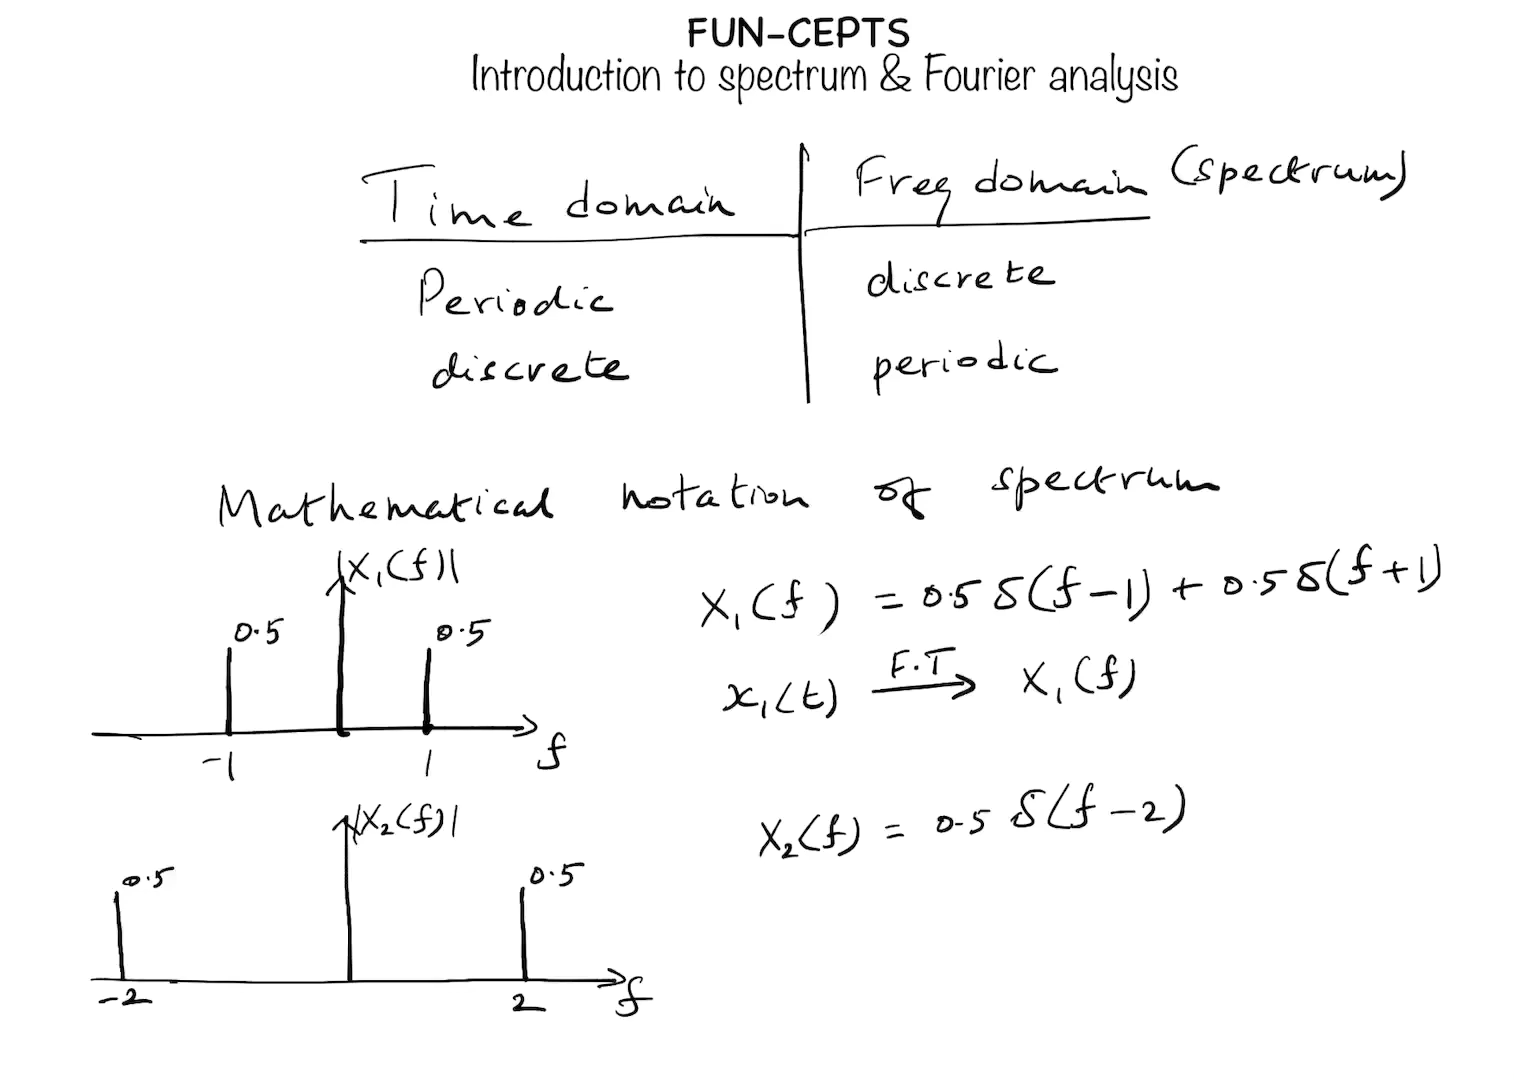 FUN-CEPTS
Introduction to spectrum & Fourier analysis
Time domain
Freq domain (spectrum)
Periodic
discrete
discrete
periodic
Mathematical notation of spectrum
|X₁(f)|
0.5
0.5
-1
1
f
X₁(f) = 0.5 δ(f-1) + 0.5 δ(f+1)
x₁(t) F.T→ X₁(f)
|X₂(f)|
0.5
0.5
-2
2
f
X₂(f) = 0.5 δ(f-2)